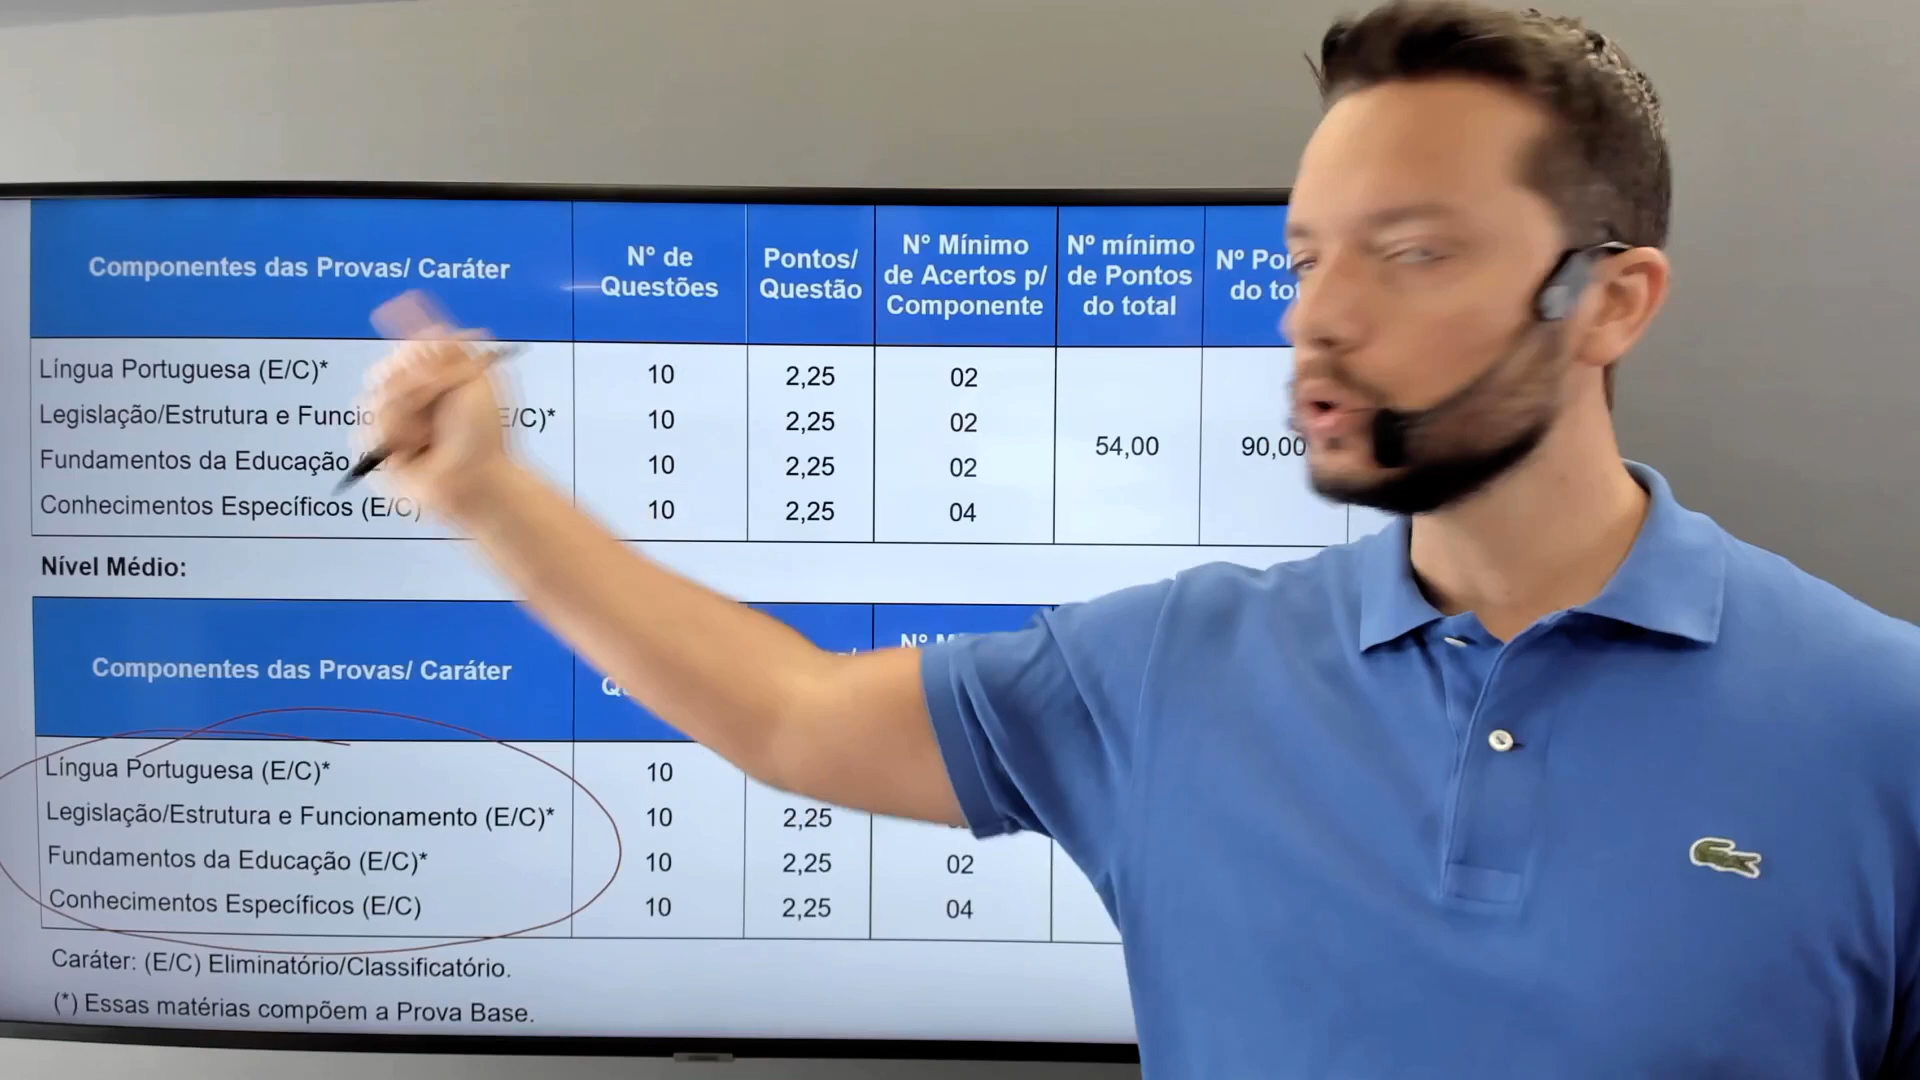 Componentes das Provas/ Caráter
Nº de
Questões
Pontos/
Questão
N° Mínimo
de Acertos p/
Componente
Nº mínimo
de Pontos
do total
Nº
do
Língua Portuguesa (E/C)* 10 2,25 02
Legislação/Estrutura e E/C)* 10 2,25 02
Fundamentos da Educação 10 2,25 02
Conhecimentos Específicos (E/C) 10 2,25 04
54,00 90,00
Nível Médio:
Componentes das Provas/ Caráter
N°
Língua Portuguesa (E/C)* 10
Legislação/Estrutura e Funcionamento (E/C)* 10 2,25
Fundamentos da Educação (E/C)* 10 2,25 02
Conhecimentos Específicos (E/C) 10 2,25 04
Caráter: (E/C) Eliminatório/Classificatório.
(*) Essas matérias compõem a Prova Base.